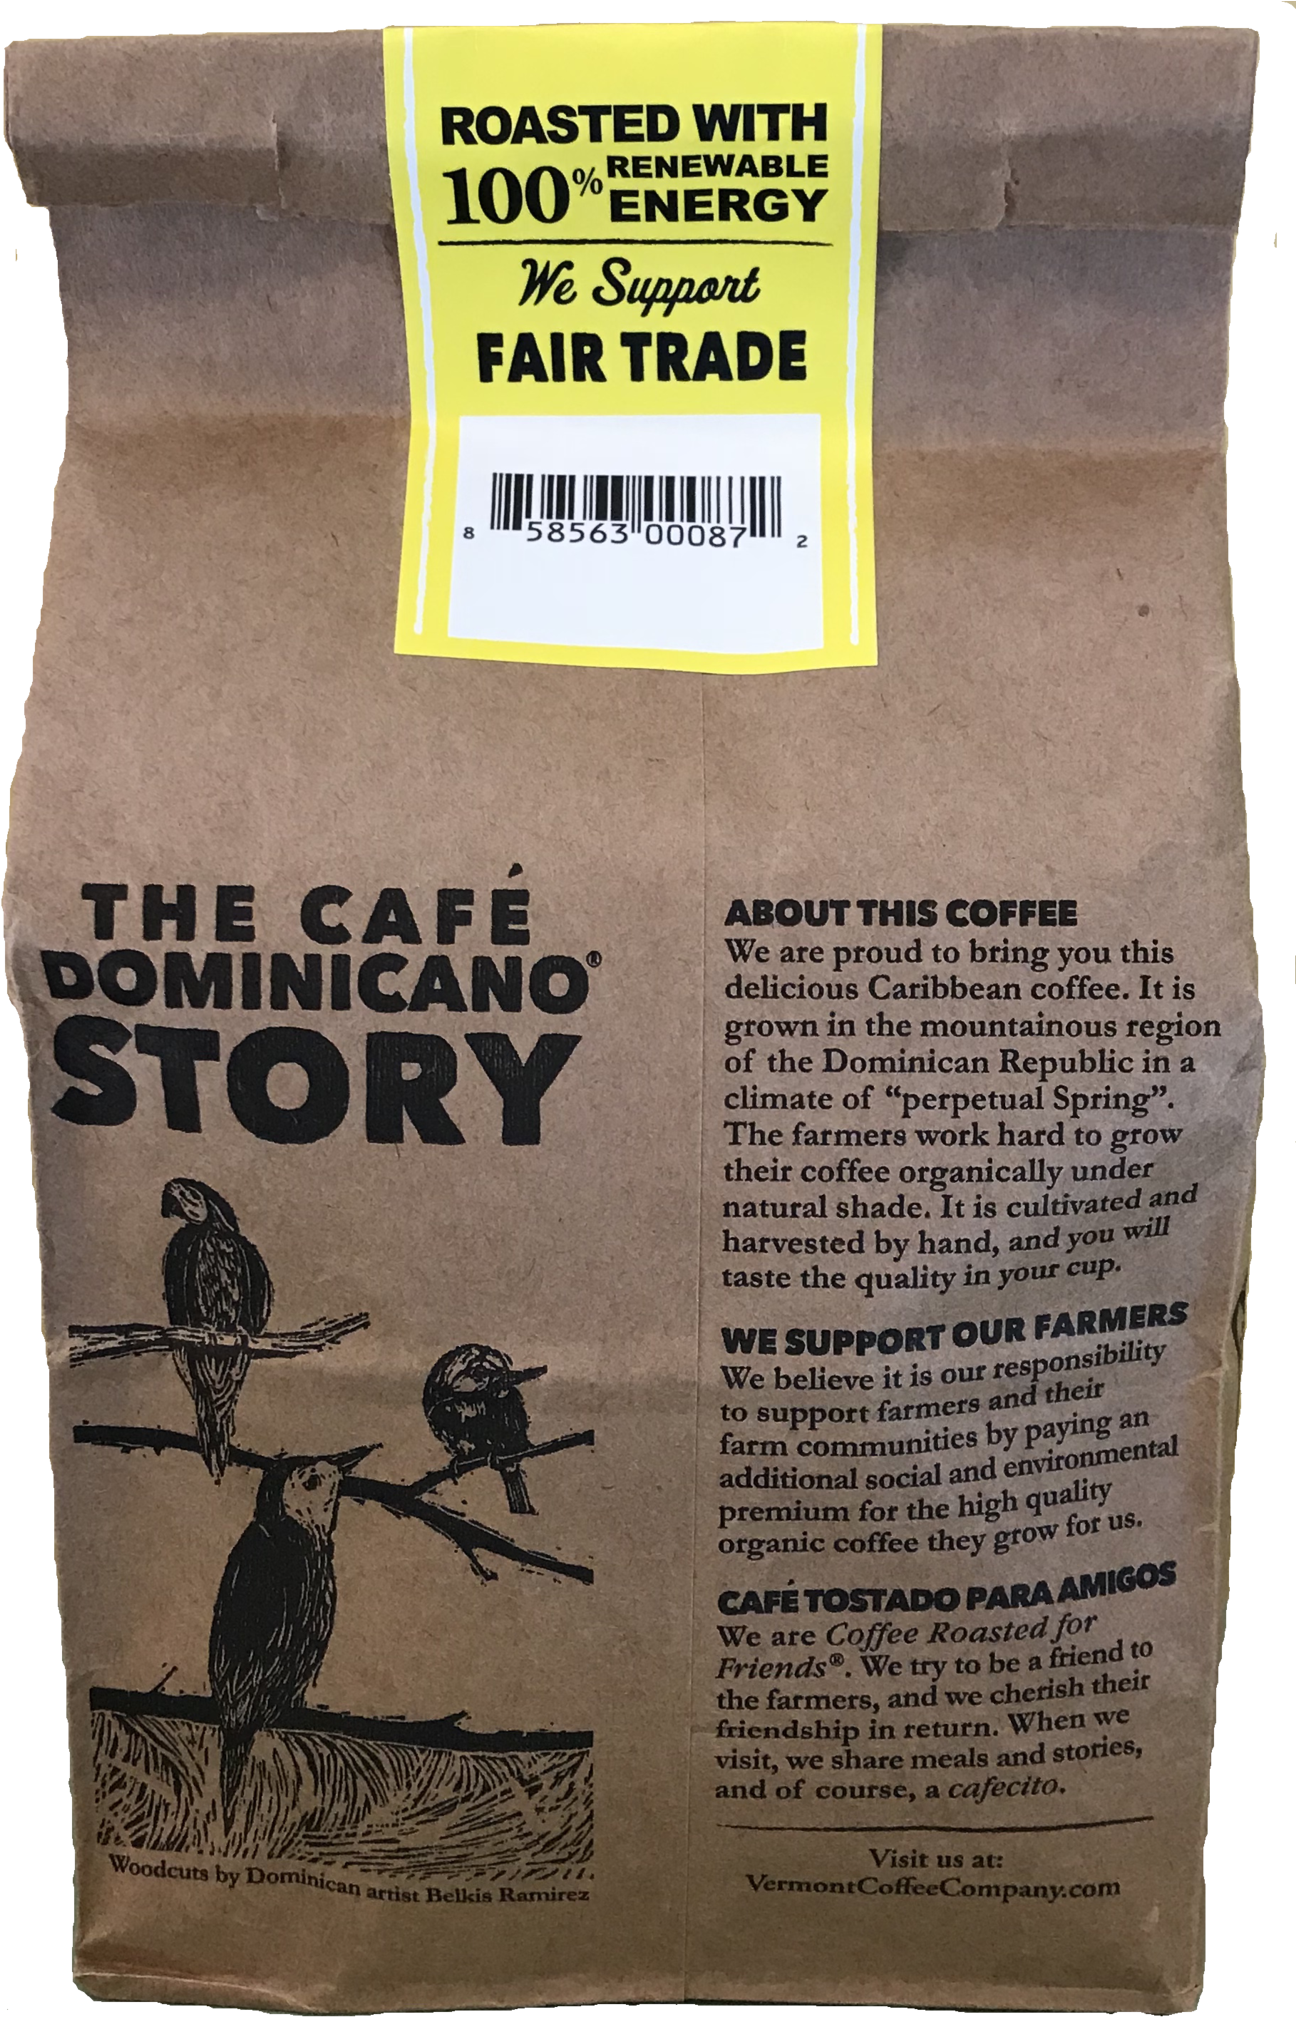 ROASTED WITH
100% RENEWABLE
ENERGY
We Support
FAIR TRADE
8 58563 00087 2
THE CAFÉ
DOMINICANO®
STORY
Woodcuts by Dominican artist Belkis Ramirez
ABOUT THIS COFFEE
We are proud to bring you this
delicious Caribbean coffee. It is
grown in the mountainous region
of the Dominican Republic in a
climate of “perpetual Spring”.
The farmers work hard to grow
their coffee organically under
natural shade. It is cultivated and
harvested by hand, and you will
taste the quality in your cup.
WE SUPPORT OUR FARMERS
We believe it is our responsibility
to support farmers and their
farm communities by paying an
additional social and environmental
premium for the high quality
organic coffee they grow for us.
CAFÉ TOSTADO PARA AMIGOS
We are Coffee Roasted for
Friends®. We try to be a friend to
the farmers, and we cherish their
friendship in return. When we
visit, we share meals and stories,
and of course, a cafecito.
Visit us at:
VermontCoffeeCompany.com